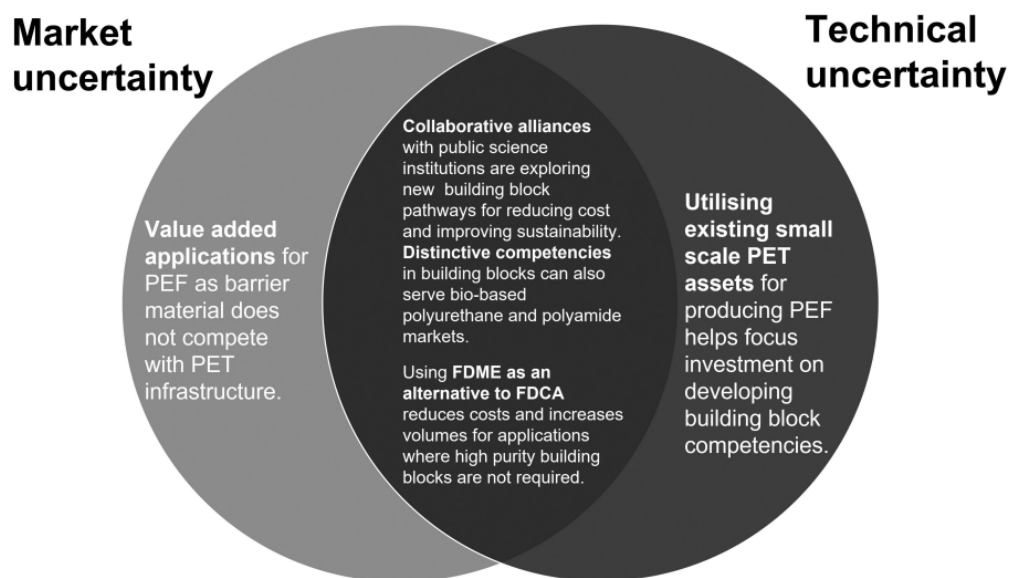 Market
uncertainty
Technical
uncertainty
Value added
applications for
PEF as barrier
material does
not compete
with PET
infrastructure.
Collaborative alliances
with public science
institutions are exploring
new building block
pathways for reducing cost
and improving sustainability.
Distinctive competencies
in building blocks can also
serve bio-based
polyurethane and polyamide
markets.
Using FDME as an
alternative to FDCA
reduces costs and increases
volumes for applications
where high purity building
blocks are not required.
Utilising
existing small
scale PET
assets for
producing PEF
helps focus
investment on
developing
building block
competencies.